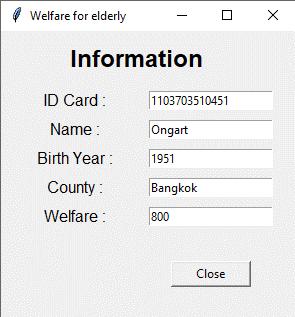 Welfare for elderly
Information
ID Card : 1103703510451
Name : Ongart
Birth Year : 1951
County : Bangkok
Welfare : 800
Close